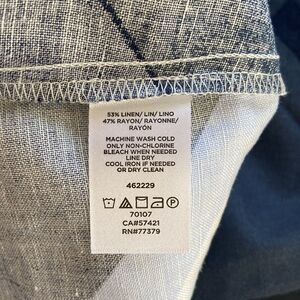 53% LINEN/ LIN/ LINO
47% RAYON/ RAYONNE/
RAYÓN
MACHINE WASH COLD
ONLY NON-CHLORINE
BLEACH WHEN NEEDED
LINE DRY
COOL IRON IF NEEDED
OR DRY CLEAN
462229
P
70107
CA#57421
RN#77379